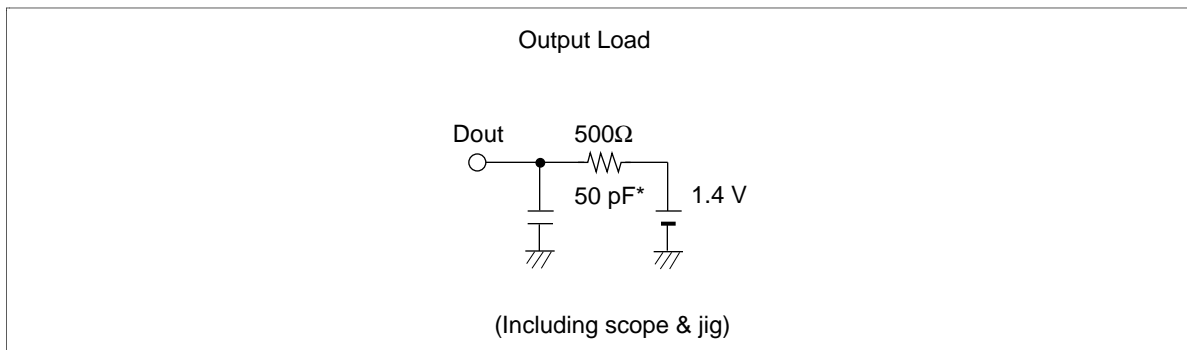 Output Load
Dout
500Ω
50 pF*
1.4 V
(Including scope & jig)